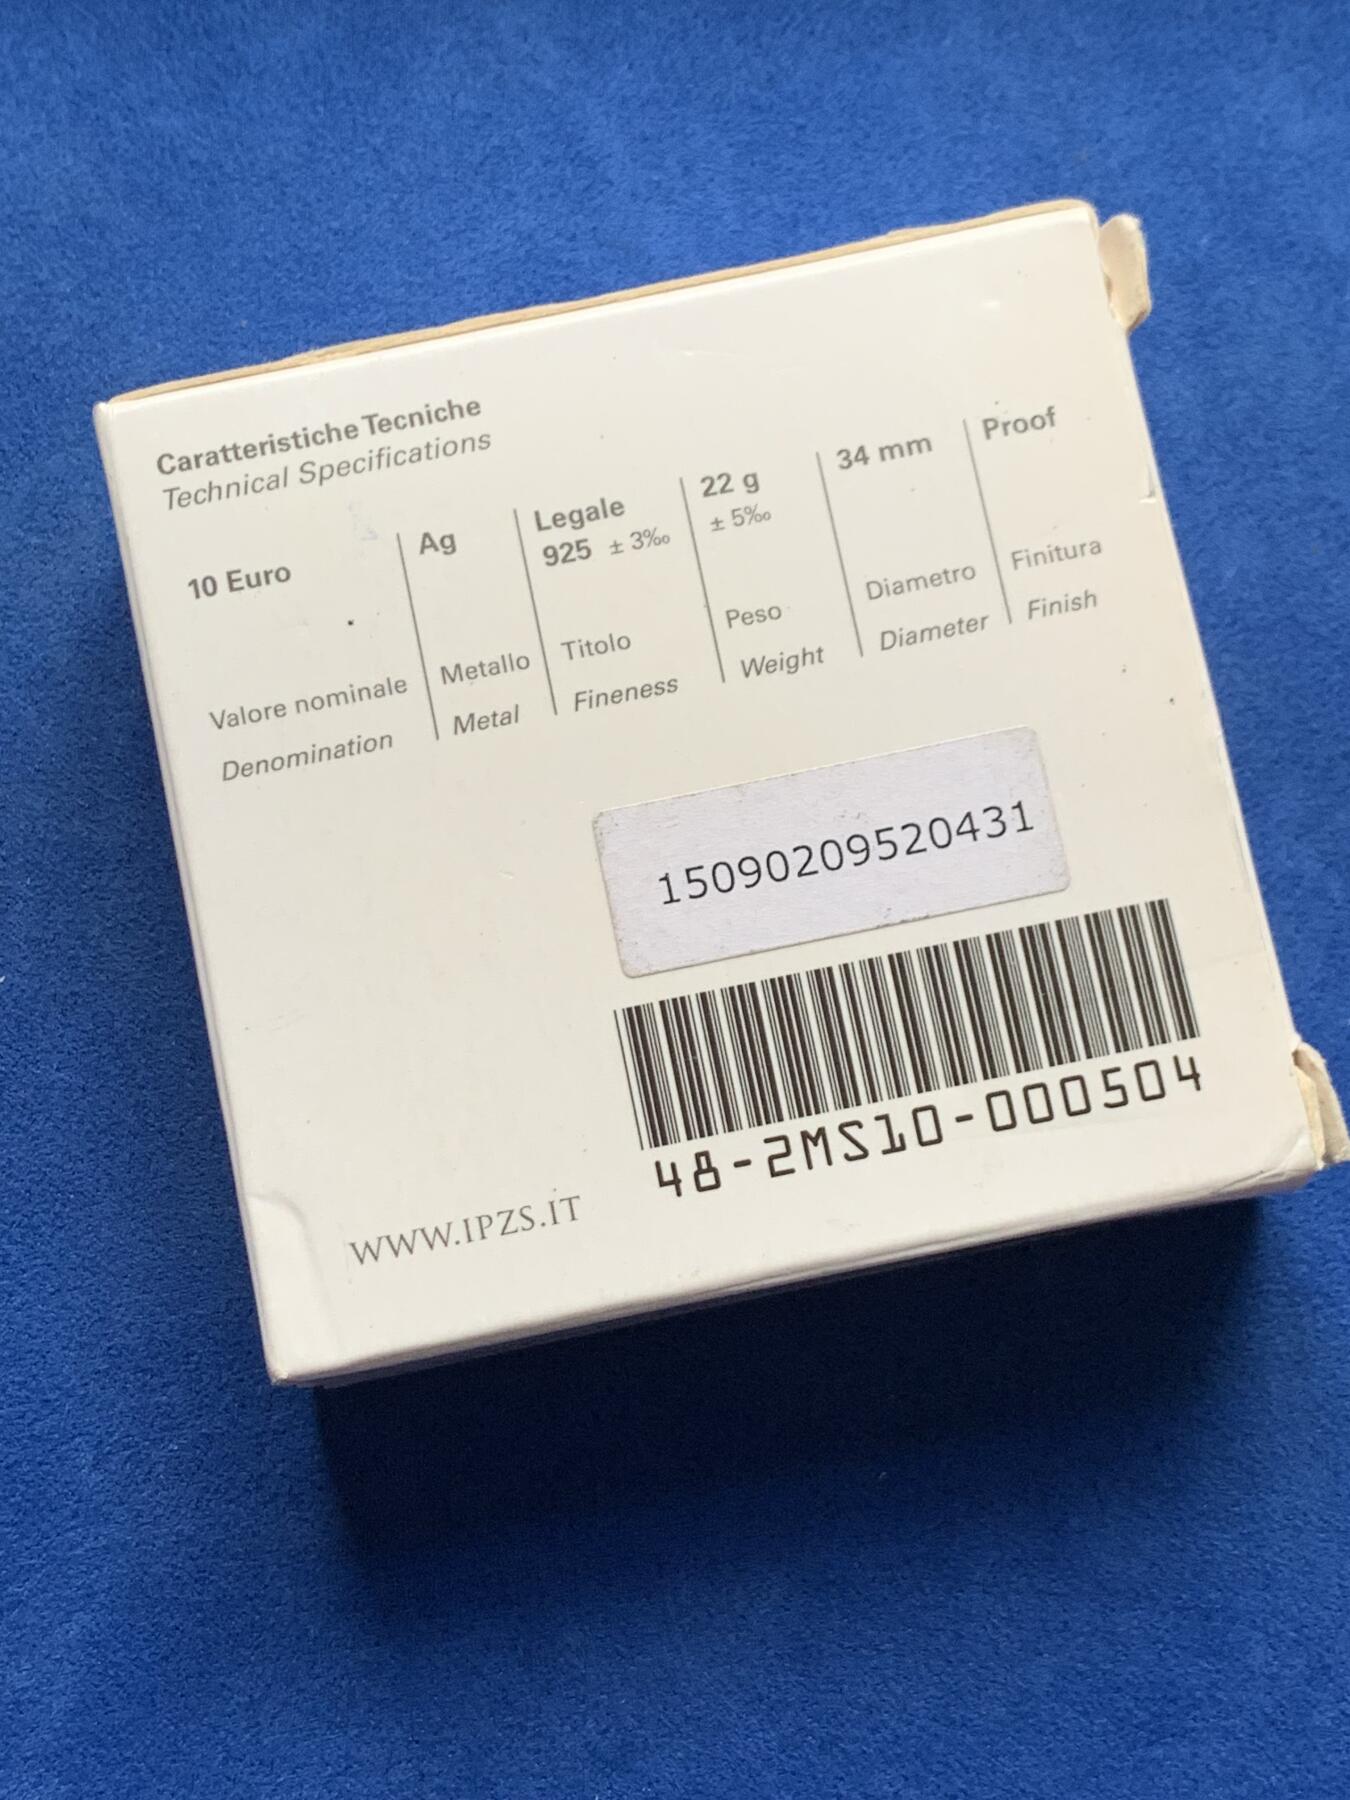 Caratteristiche Tecniche
Technical Specifications
10 Euro
Valore nominale
Denomination
Ag
Metallo
Metal
Legale
925 ± 3‰
Titolo
Fineness
22 g
± 5‰
Peso
Weight
34 mm
Diametro
Diameter
Proof
Finitura
Finish
15090209520431
48-2MS10-000504
WWW.IPZS.IT